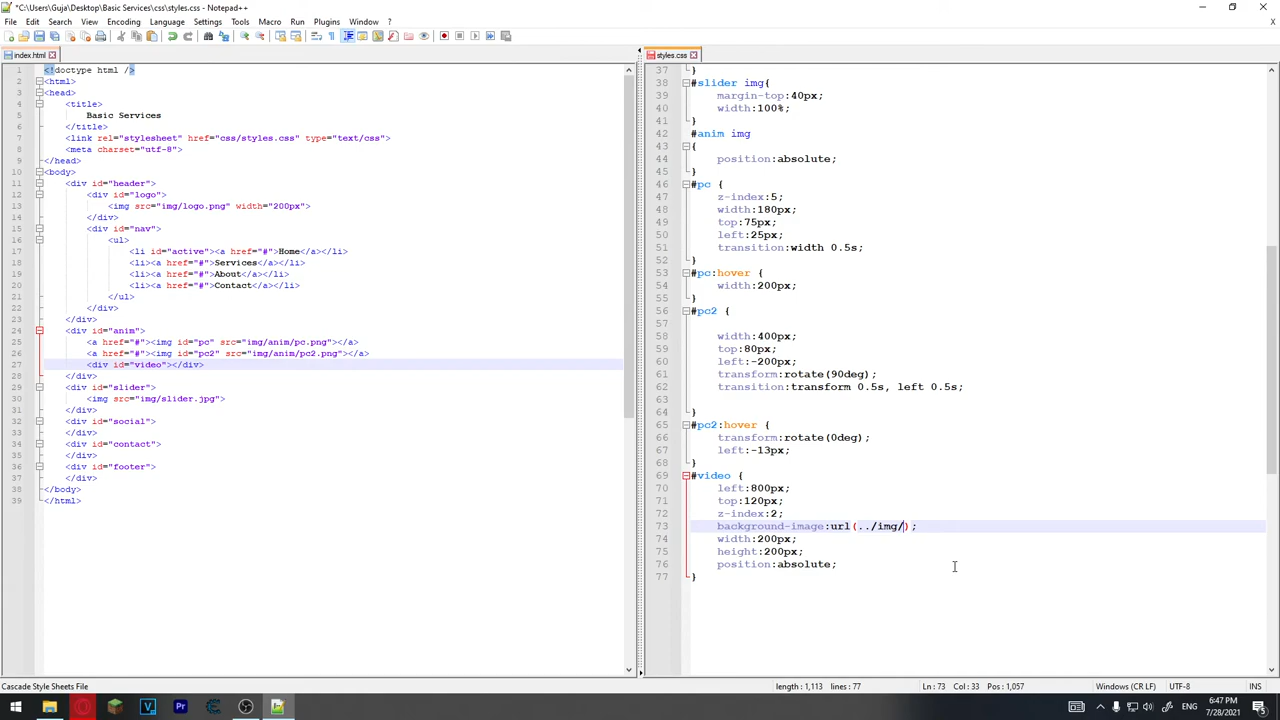 *C:\Users\Guja\Desktop\Basic Services\css\styles.css - Notepad++
File Edit Search View Encoding Language Settings Tools Macro Run Plugins Window ?
index.html
1 <!doctype html />
2 <html>
3 <head>
4 <title>
5 Basic Services
6 </title>
7 <link rel="stylesheet" href="css/styles.css" type="text/css">
8 <meta charset="utf-8">
9 </head>
10 <body>
11 <div id="header">
12 <div id="logo">
13 <img src="img/logo.png" width="200px">
14 </div>
15 <div id="nav">
16 <ul>
17 <li id="active"><a href="#">Home</a></li>
18 <li><a href="#">Services</a></li>
19 <li><a href="#">About</a></li>
20 <li><a href="#">Contact</a></li>
21 </ul>
22 </div>
23 </div>
24 <div id="anim">
25 <a href="#"><img id="pc" src="img/anim/pc.png"></a>
26 <a href="#"><img id="pc2" src="img/anim/pc2.png"></a>
27 <div id="video"></div>
28 </div>
29 <div id="slider">
30 <img src="img/slider.jpg">
31 </div>
32 <div id="social">
33 </div>
34 <div id="contact">
35 </div>
36 <div id="footer">
37 </div>
38 </body>
39 </html>
styles.css
37 }
38 #slider img{
39 margin-top:40px;
40 width:100%;
41 }
42 #anim img
43 {
44 position:absolute;
45 }
46 #pc {
47 z-index:5;
48 width:180px;
49 top:75px;
50 left:25px;
51 transition:width 0.5s;
52 }
53 #pc:hover {
54 width:200px;
55 }
56 #pc2 {
57
58 width:400px;
59 top:80px;
60 left:-200px;
61 transform:rotate(90deg);
62 transition:transform 0.5s, left 0.5s;
63
64 }
65 #pc2:hover {
66 transform:rotate(0deg);
67 left:-13px;
68 }
69 #video {
70 left:800px;
71 top:120px;
72 z-index:2;
73 background-image:url(../img/);
74 width:200px;
75 height:200px;
76 position:absolute;
77 }
Cascade Style Sheets File length : 1,113 lines : 77 Ln : 73 Col : 33 Pos : 1,057 Windows (CR LF) UTF-8 INS
ENG 6:47 PM
7/28/2021